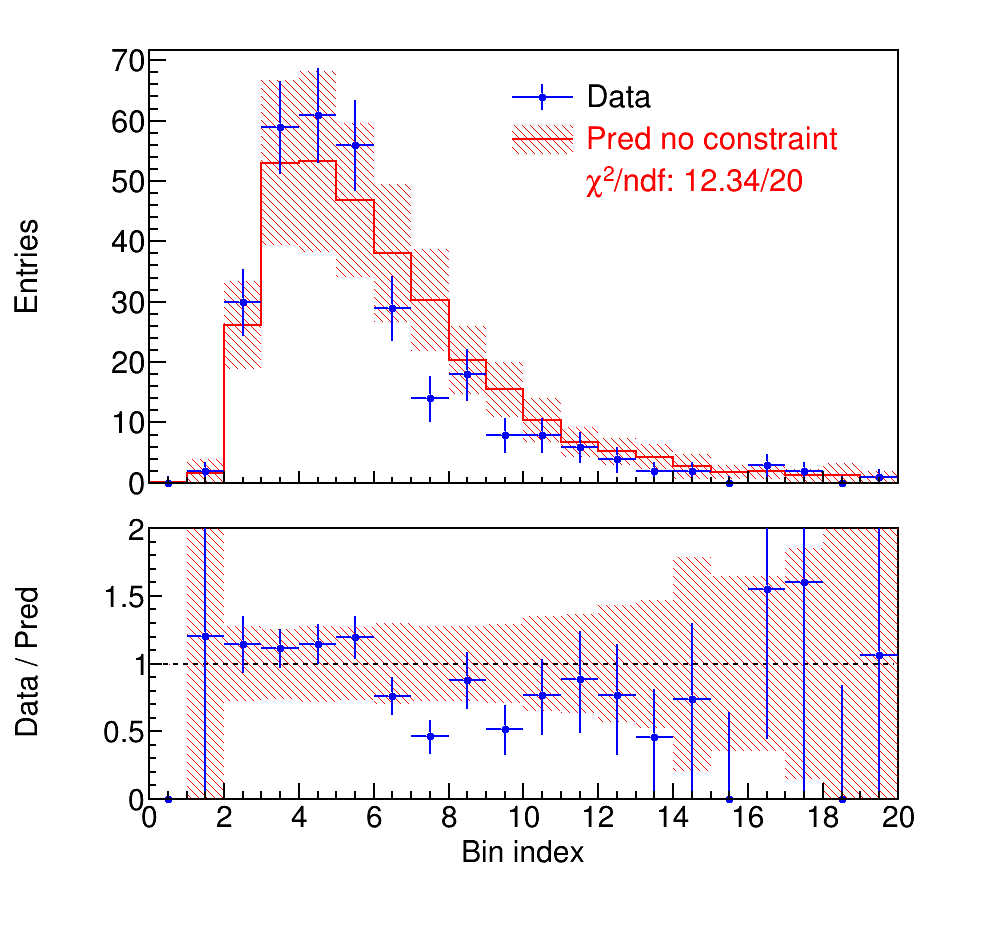 70
60
50
40
30
20
10
0
Entries
Data
Pred no constraint
χ²/ndf: 12.34/20
2
1.5
1
0.5
0
Data / Pred
0 2 4 6 8 10 12 14 16 18 20
Bin index